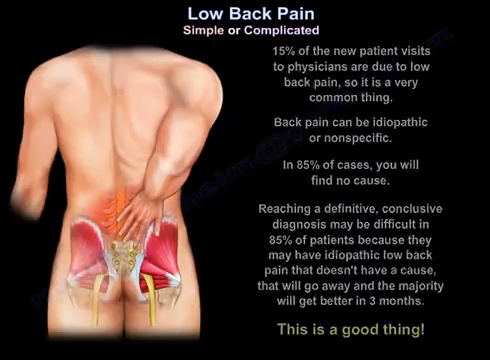 Low Back Pain
Simple or Complicated
15% of the new patient visits
to physicians are due to low
back pain, so it is a very
common thing.
Back pain can be idiopathic
or nonspecific.
In 85% of cases, you will
find no cause.
Reaching a definitive, conclusive
diagnosis may be difficult in
85% of patients because they
may have idiopathic low back
pain that doesn't have a cause,
that will go away and the majority
will get better in 3 months.
This is a good thing!